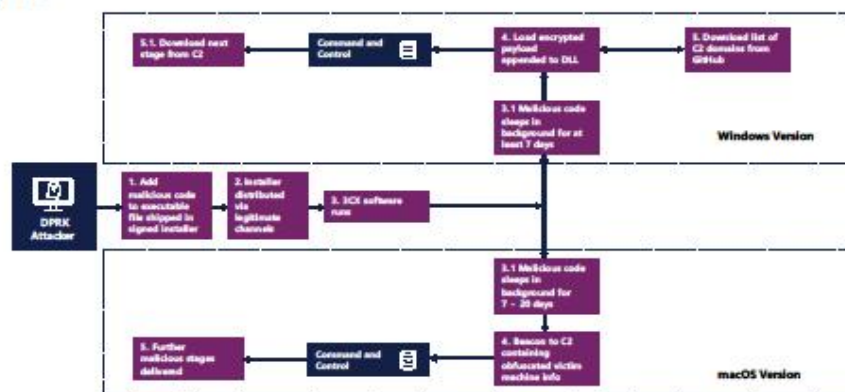 5.1. Download next
stage from C2
Command and
Control
4. Load encrypted
payload
appended to DLL
5. Download list of
C2 domains from
GitHub
3.1 Malicious code
sleeps in
background for at
least 7 days
Windows Version
DPRK
Attacker
1. Add
malicious code
to executable
file shipped in
signed installer
2. Installer
distributed
via
legitimate
channels
3. 3CX software
runs
3.1 Malicious code
sleeps in
background for
7 - 20 days
5. Further
malicious stages
delivered
Command and
Control
4. Beacon to C2
containing
obfuscated victim
machine info
macOS Version